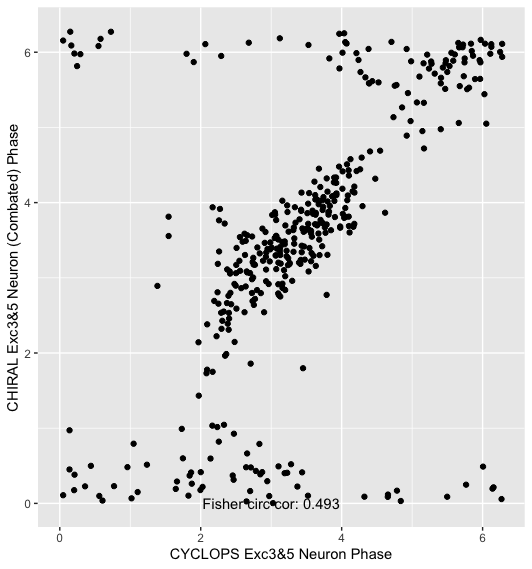 6
4
2
0
CHIRAL Exc3&5 Neuron (Combated) Phase
Fisher circ cor: 0.493
0 2 4 6
CYCLOPS Exc3&5 Neuron Phase